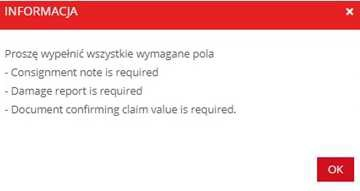 INFORMACJA ×
Proszę wypełnić wszystkie wymagane pola
- Consignment note is required
- Damage report is required
- Document confirming claim value is required.
OK